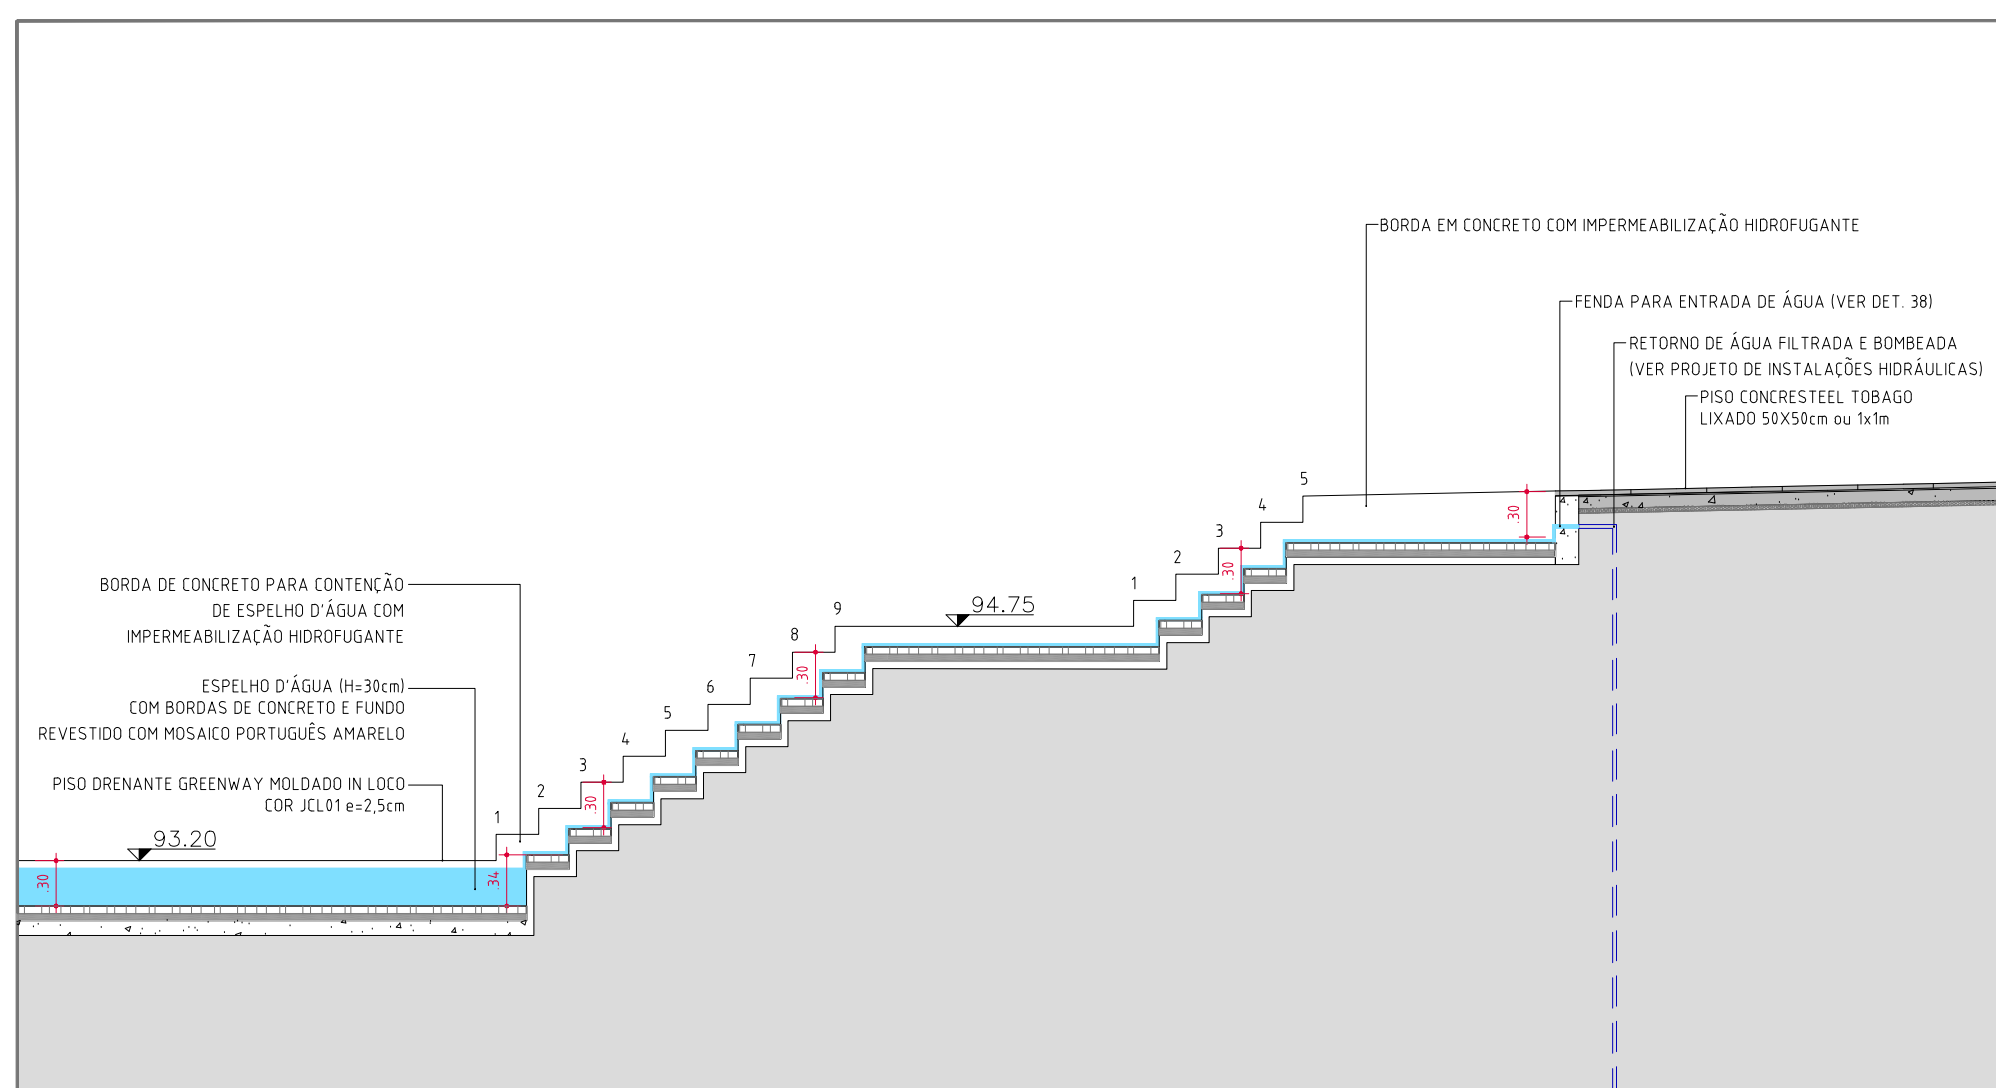 BORDA EM CONCRETO COM IMPERMEABILIZAÇÃO HIDROFUGANTE
FENDA PARA ENTRADA DE ÁGUA (VER DET. 38)
RETORNO DE ÁGUA FILTRADA E BOMBEADA
(VER PROJETO DE INSTALAÇÕES HIDRÁULICAS)
PISO CONCRESTEEL TOBAGO
LIXADO 50X50cm ou 1x1m
5
4
3
2
1
.30
.30
94.75
9
8
7
6
5
4
3
2
1
.30
.30
.34
BORDA DE CONCRETO PARA CONTENÇÃO
DE ESPELHO D'ÁGUA COM
IMPERMEABILIZAÇÃO HIDROFUGANTE
ESPELHO D'ÁGUA (H=30cm)
COM BORDAS DE CONCRETO E FUNDO
REVESTIDO COM MOSAICO PORTUGUÊS AMARELO
PISO DRENANTE GREENWAY MOLDADO IN LOCO
COR JCL01 e=2,5cm
93.20
.30